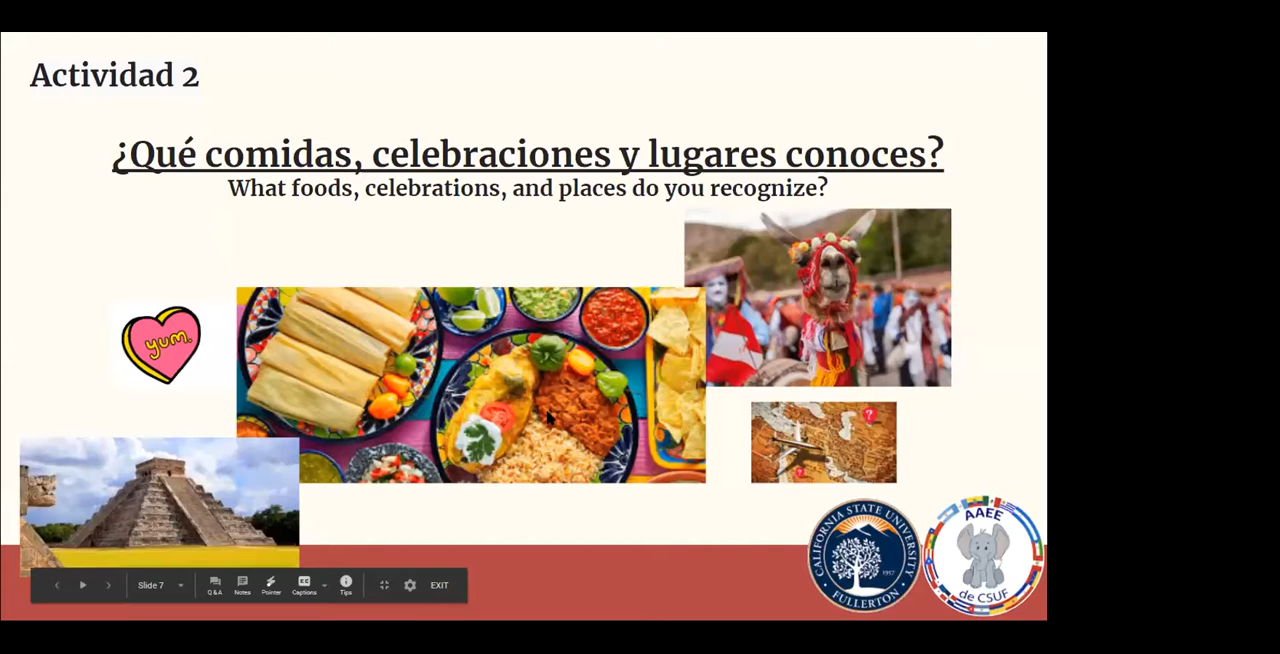 Actividad 2
¿Qué comidas, celebraciones y lugares conoces?
What foods, celebrations, and places do you recognize?
yum.
?
?
CALIFORNIA STATE UNIVERSITY
1957
FULLERTON
AAEE
de CSUF
Slide 7
Q&A
Notes
Pointer
CC
Captions
Tips
EXIT